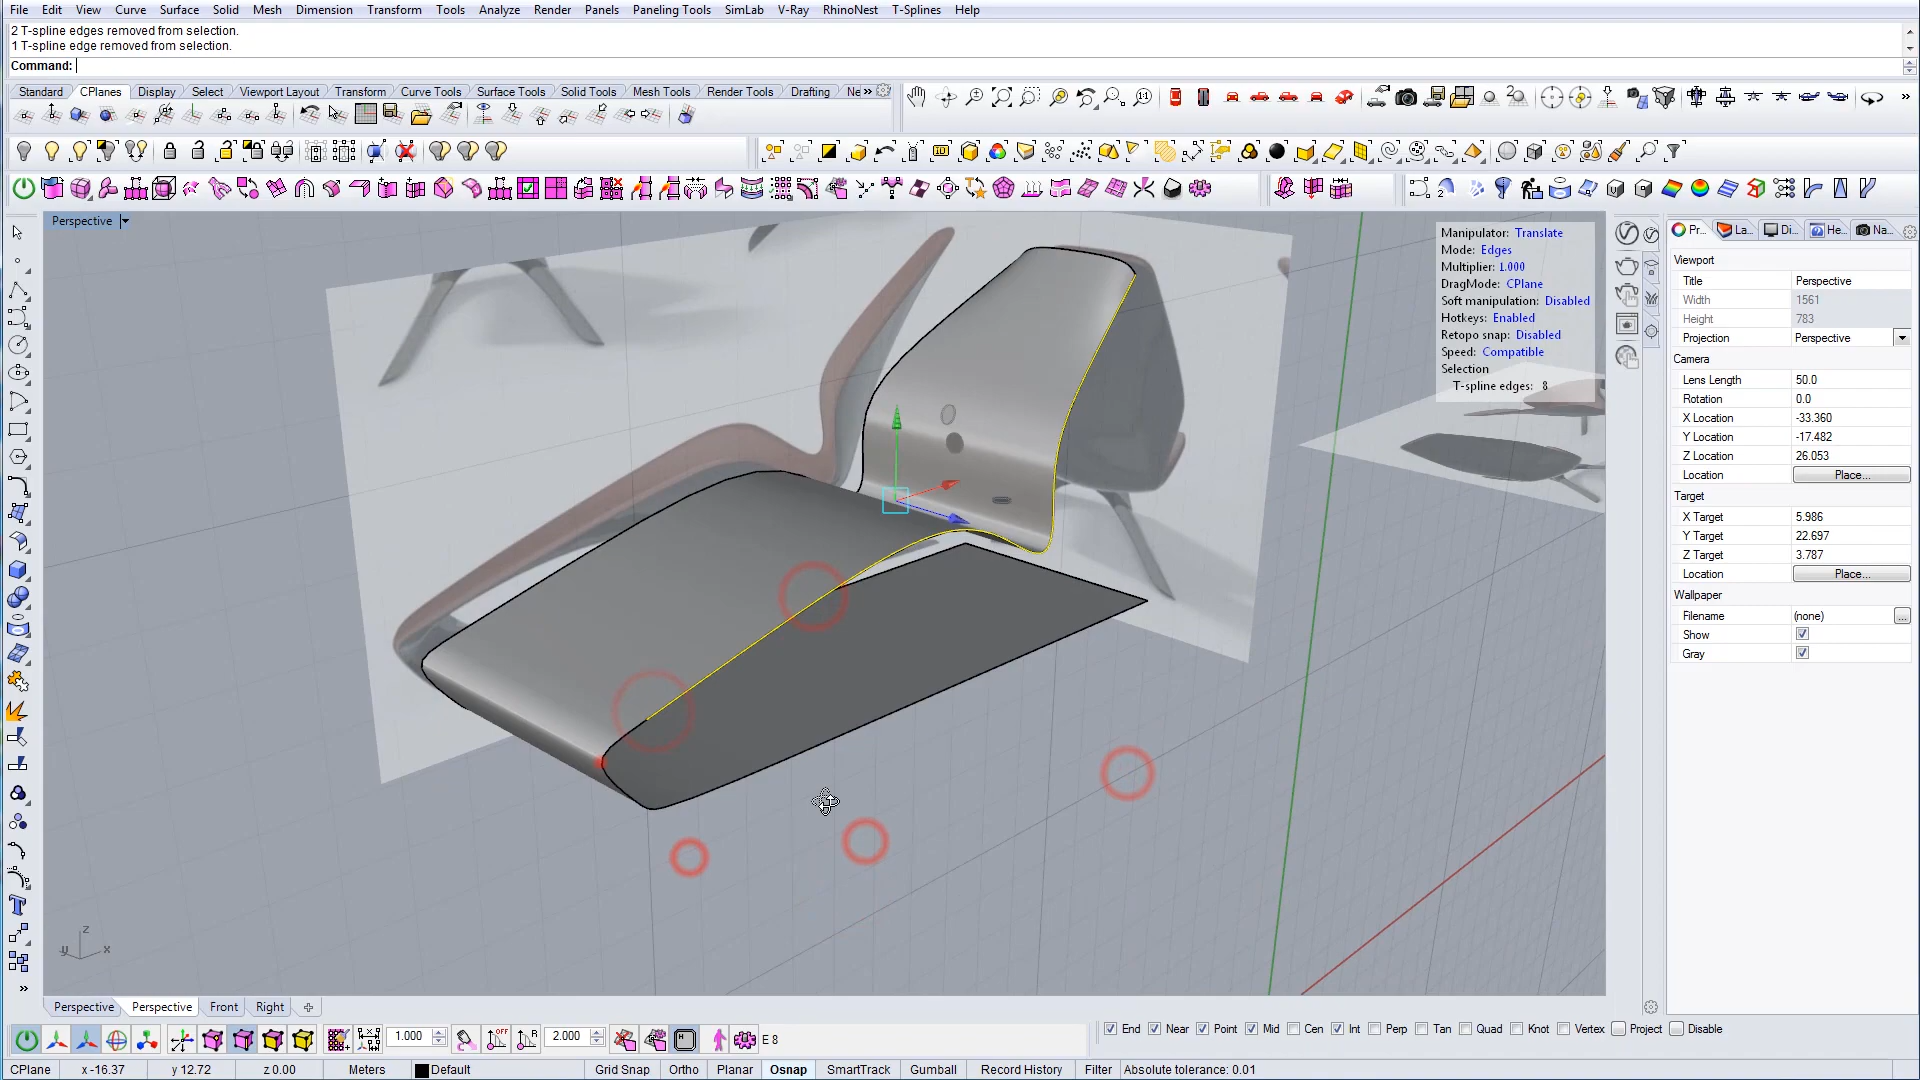 File Edit View Curve Surface Solid Mesh Dimension Transform Tools Analyze Render Panels Paneling Tools SimLab V-Ray RhinoNest T-Splines Help
2 T-spline edges removed from selection.
1 T-spline edge removed from selection.
Command:
Standard CPlanes Display Select Viewport Layout Transform Curve Tools Surface Tools Solid Tools Mesh Tools Render Tools Drafting Ne »
Perspective
Manipulator: Translate
Mode: Edges
Multiplier: 1.000
DragMode: CPlane
Soft manipulation: Disabled
Hotkeys: Enabled
Retopo snap: Disabled
Speed: Compatible
Selection
T-spline edges: 8
Pr... La... Di... He... Na...
Viewport
Title Perspective
Width 1561
Height 783
Projection Perspective
Camera
Lens Length 50.0
Rotation 0.0
X Location -33.360
Y Location -17.482
Z Location 26.053
Location Place...
Target
X Target 5.986
Y Target 22.697
Z Target 3.787
Location Place...
Wallpaper
Filename (none) ...
Show
Gray
z
y x
Perspective Perspective Front Right
1.000 OFF R 2.000 H E 8
End Near Point Mid Cen Int Perp Tan Quad Knot Vertex Project Disable
CPlane x -16.37 y 12.72 z 0.00 Meters Default Grid Snap Ortho Planar Osnap SmartTrack Gumball Record History Filter Absolute tolerance: 0.01